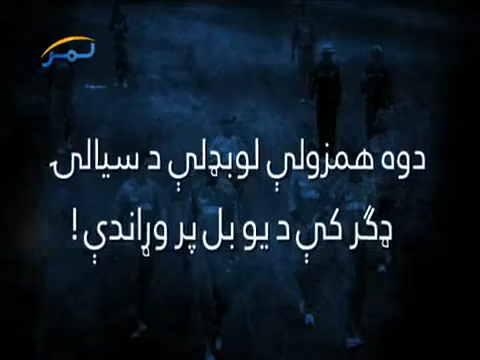 لمر
دوه همزولې لوبډلې د سیالۍ
ډګر کې د یو بل پر وړاندې!